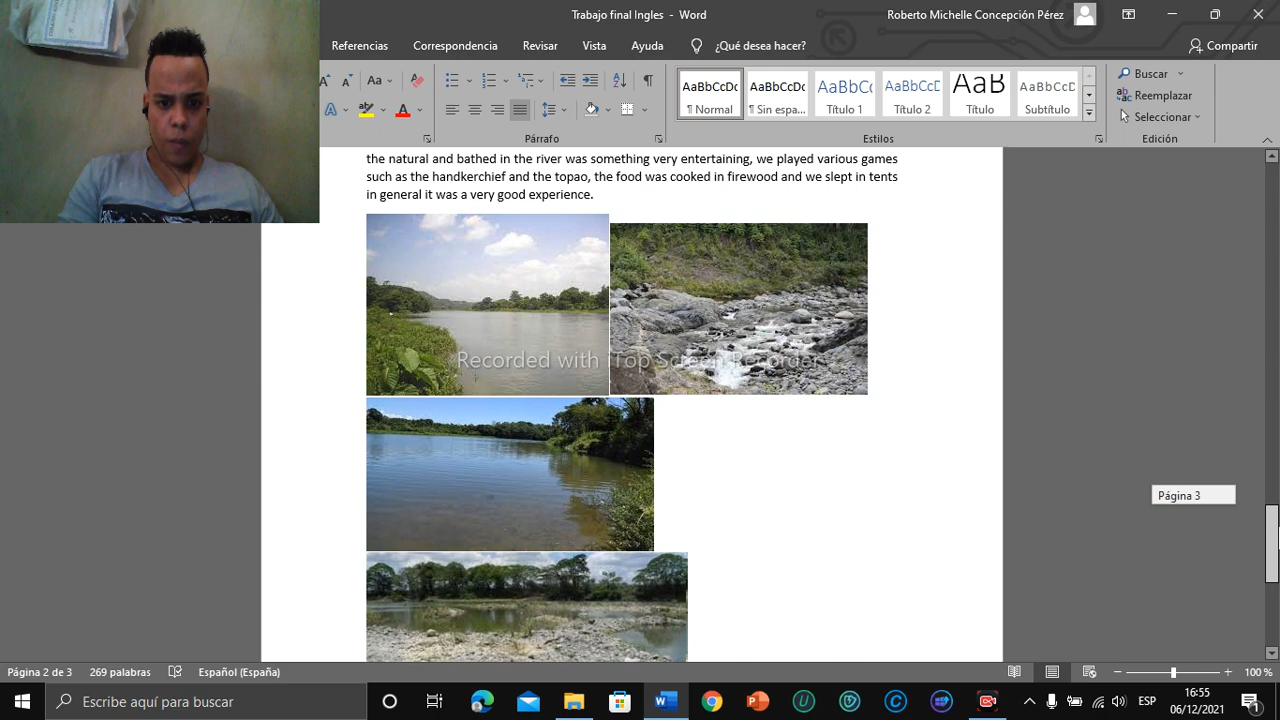 Trabajo final Ingles - Word
Roberto Michelle Concepción Pérez
Referencias Correspondencia Revisar Vista Ayuda ¿Qué desea hacer? Compartir
Aa
AaBbCcDc AaBbCcDc AaBbCc AaBbCcD AaB AaBbCcD
¶ Normal ¶ Sin espa... Título 1 Título 2 Título Subtítulo
Buscar
Reemplazar
Seleccionar
Párrafo Estilos Edición
the natural and bathed in the river was something very entertaining, we played various games
such as the handkerchief and the topao, the food was cooked in firewood and we slept in tents
in general it was a very good experience.
Recorded with iTop Screen Recorder
Página 3
Página 2 de 3 269 palabras Español (España) 100 %
Escribe aquí para buscar
ESP
16:55
06/12/2021